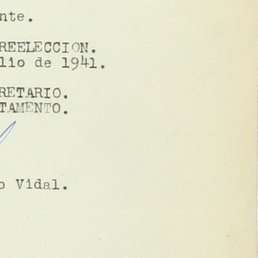 nte.
REELECCION.
lio de 1941.
RETARIO.
TAMENTO.
o Vidal.